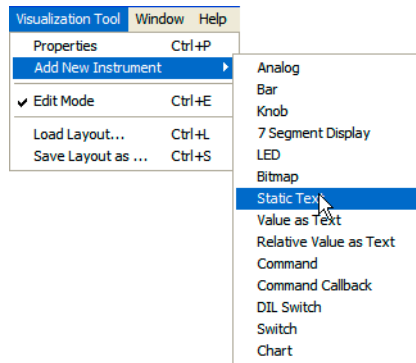 Visualization Tool Window Help
Properties Ctrl+P
Add New Instrument
Edit Mode Ctrl+E
Load Layout... Ctrl+L
Save Layout as ... Ctrl+S
Analog
Bar
Knob
7 Segment Display
LED
Bitmap
Static Text
Value as Text
Relative Value as Text
Command
Command Callback
DIL Switch
Switch
Chart